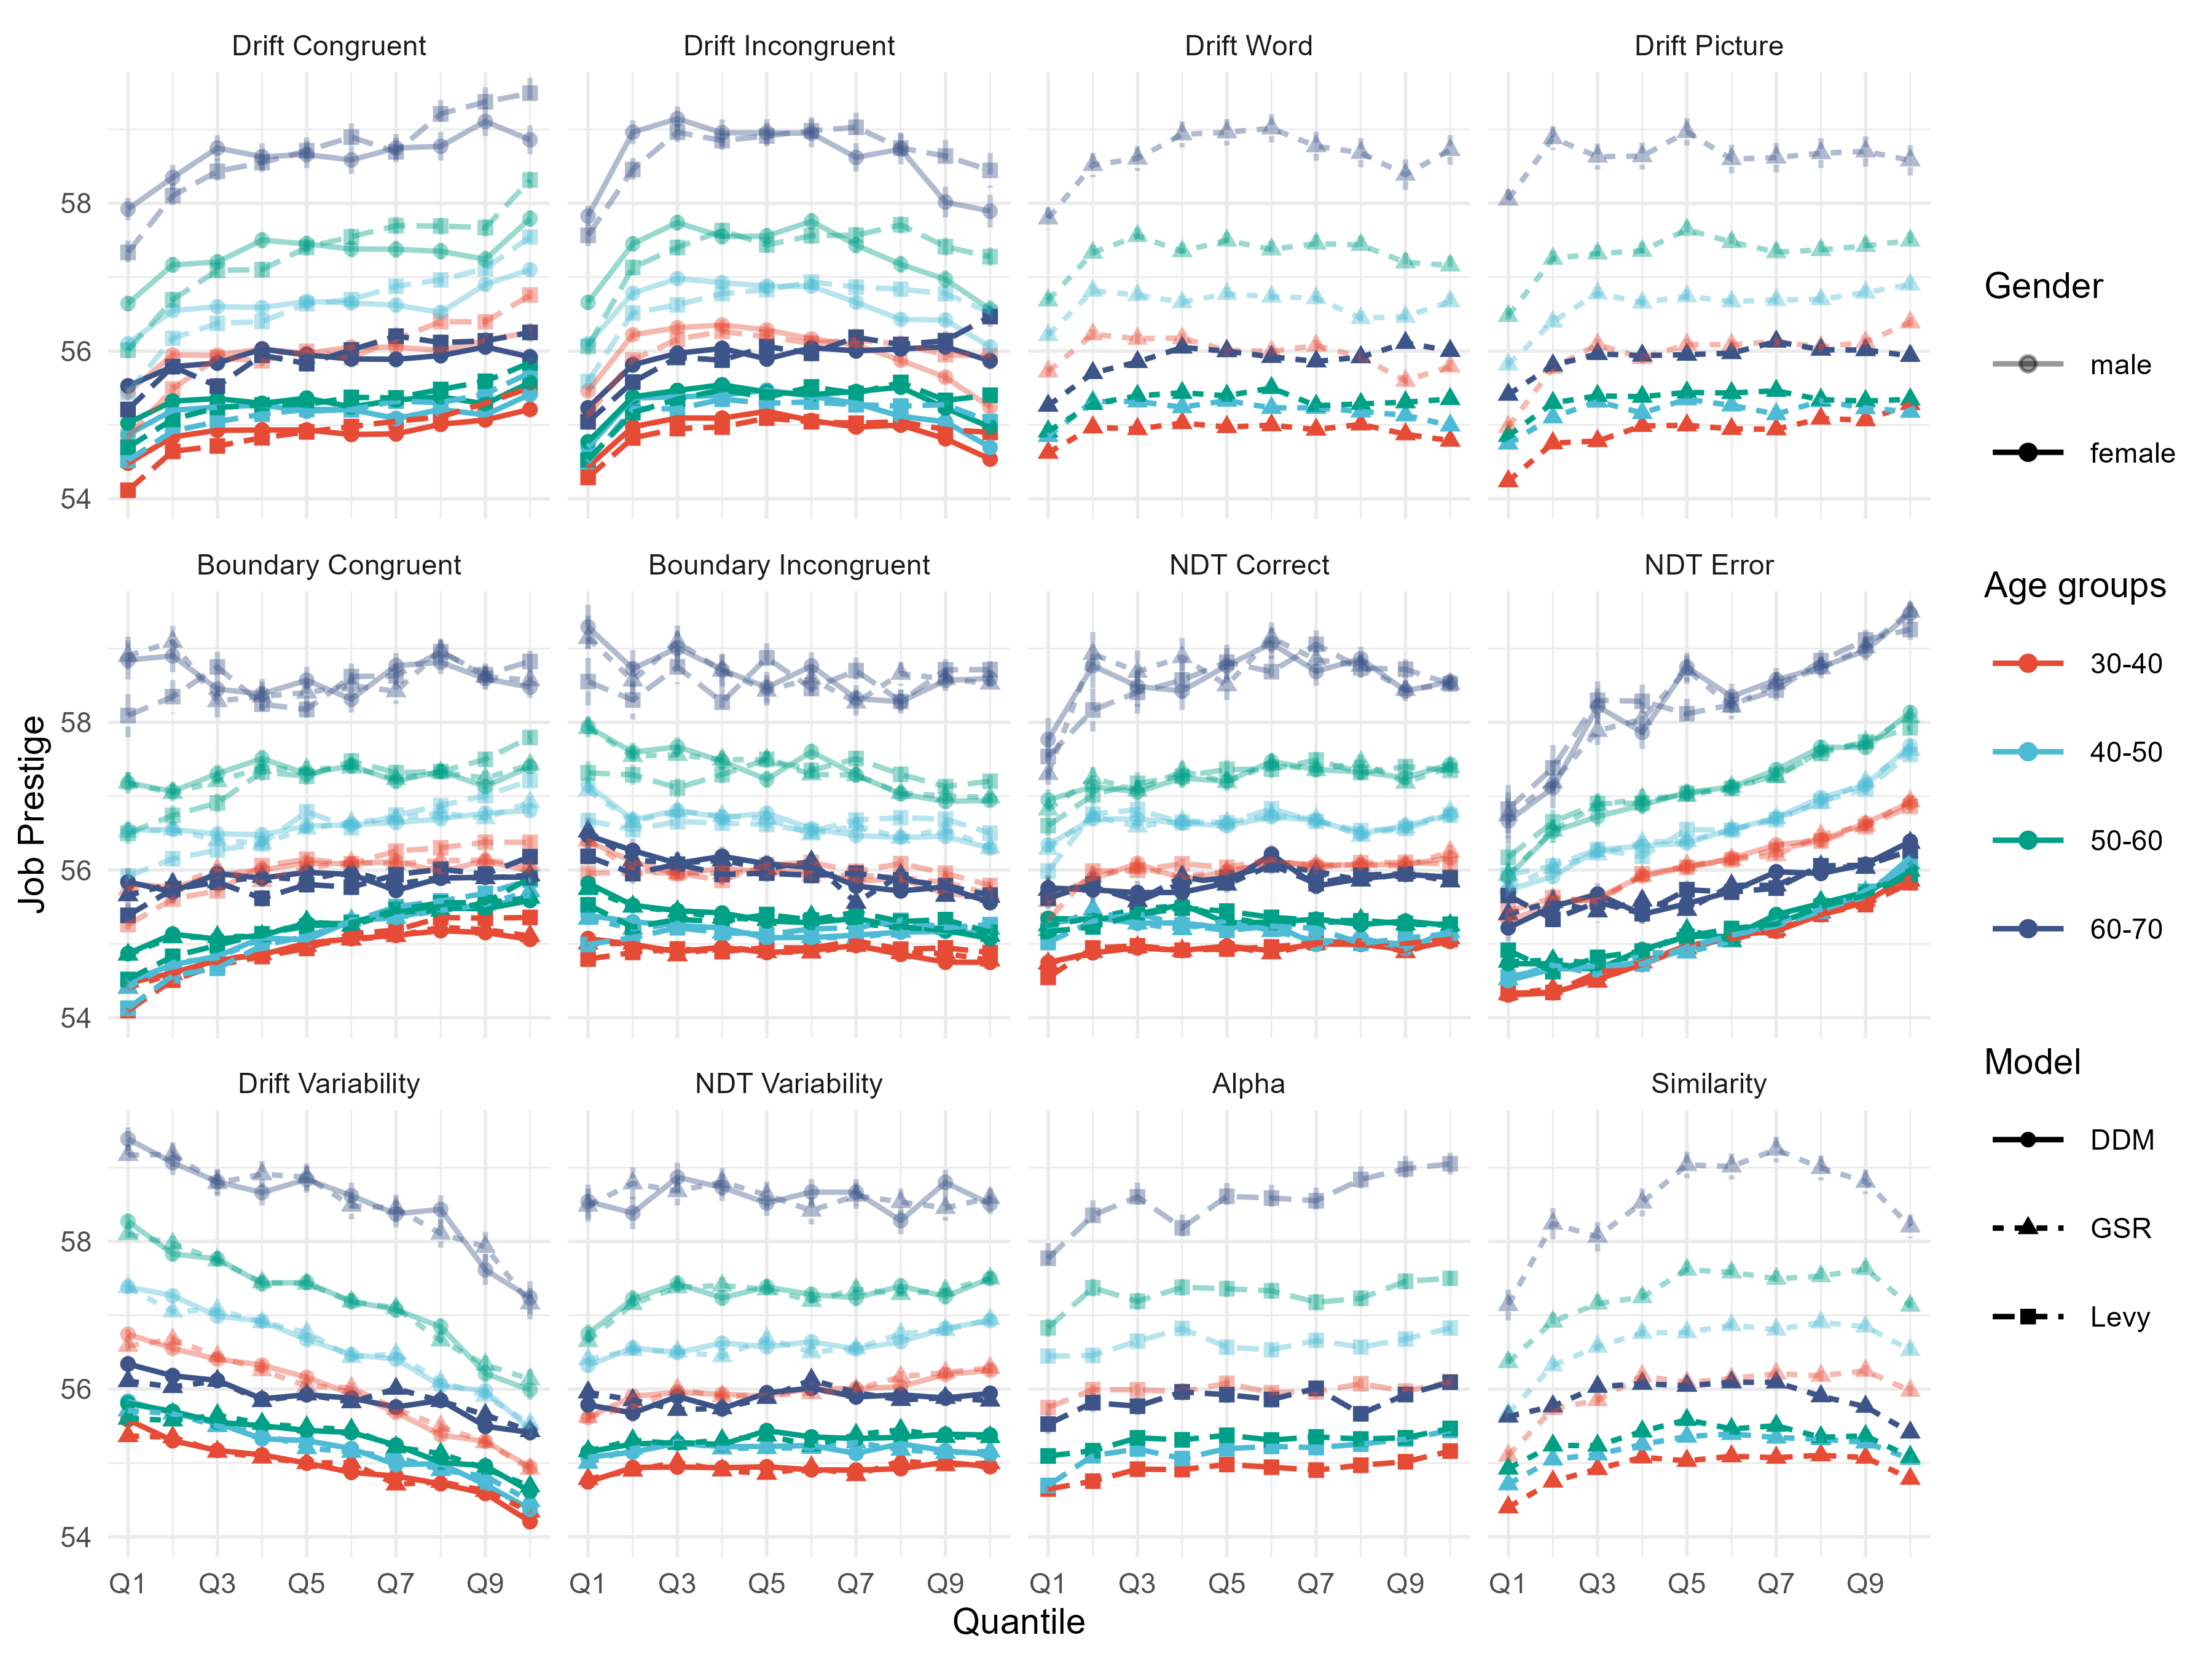 Drift Congruent
Drift Incongruent
Drift Word
Drift Picture
58
56
54
Boundary Congruent
Boundary Incongruent
NDT Correct
NDT Error
58
56
54
Drift Variability
NDT Variability
Alpha
Similarity
58
56
54
Q1 Q3 Q5 Q7 Q9
Q1 Q3 Q5 Q7 Q9
Q1 Q3 Q5 Q7 Q9
Q1 Q3 Q5 Q7 Q9
Quantile
Job Prestige
Gender
male
female
Age groups
30-40
40-50
50-60
60-70
Model
DDM
GSR
Levy